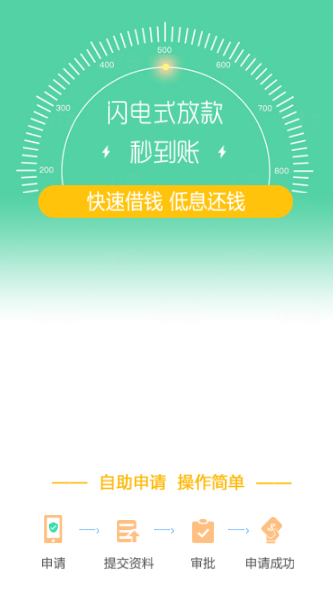 500
400
600
300
700
闪电式放款
秒到账
200
800
快速借钱 低息还钱
自助申请 操作简单
申请
提交资料
审批
申请成功